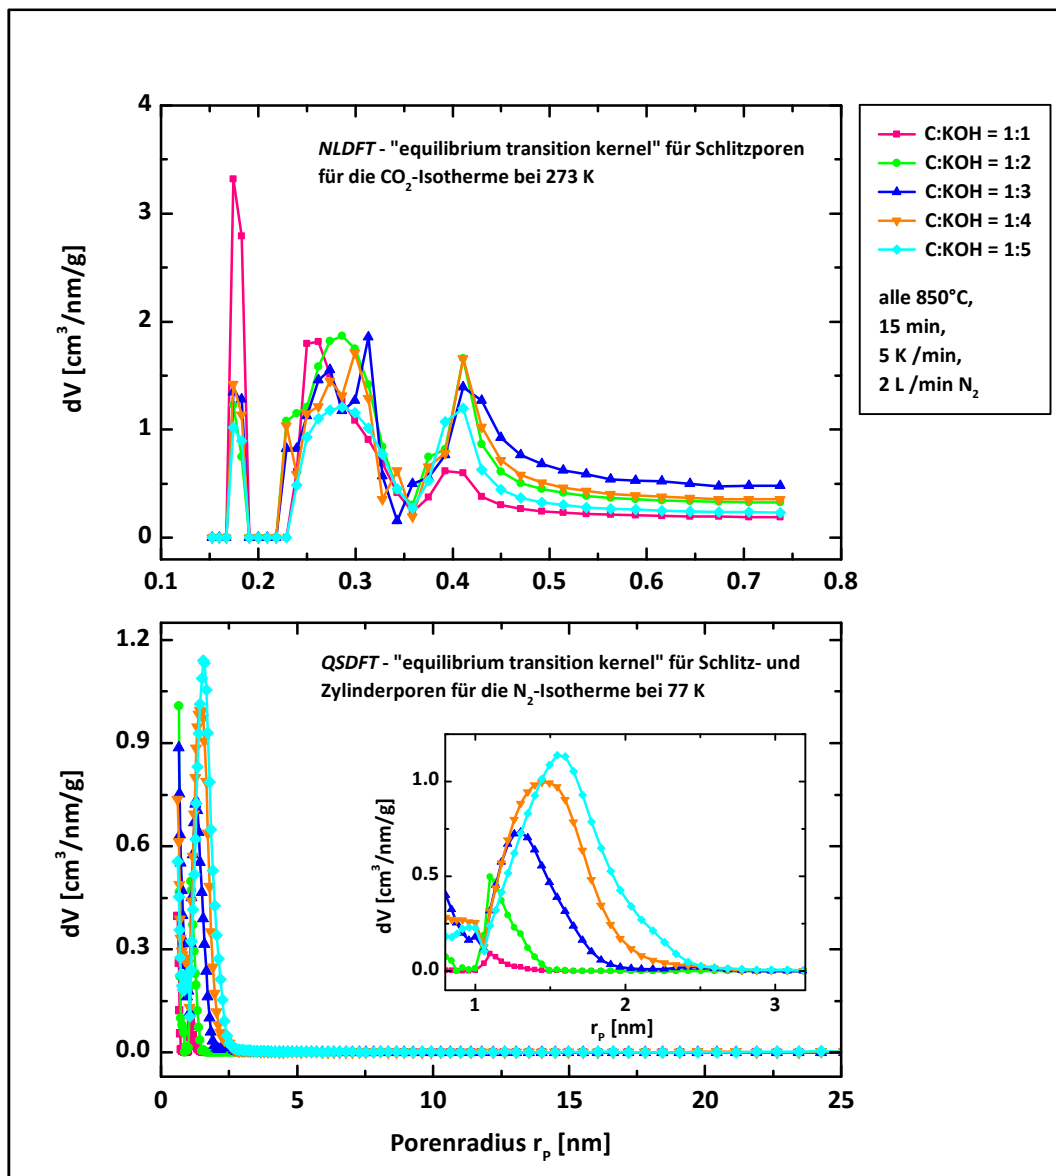 4
3
2
1
0
dV [cm³/nm/g]
NLDFT - "equilibrium transition kernel" für Schlitzporen
für die CO₂-Isotherme bei 273 K
0.1 0.2 0.3 0.4 0.5 0.6 0.7 0.8
C:KOH = 1:1
C:KOH = 1:2
C:KOH = 1:3
C:KOH = 1:4
C:KOH = 1:5
alle 850°C,
15 min,
5 K /min,
2 L /min N₂
1.2
0.9
0.6
0.3
0.0
dV [cm³/nm/g]
QSDFT - "equilibrium transition kernel" für Schlitz- und
Zylinderporen für die N₂-Isotherme bei 77 K
1.0
0.5
0.0
dV [cm³/nm/g]
1 2 3
rₚ [nm]
0 5 10 15 20 25
Porenradius rₚ [nm]